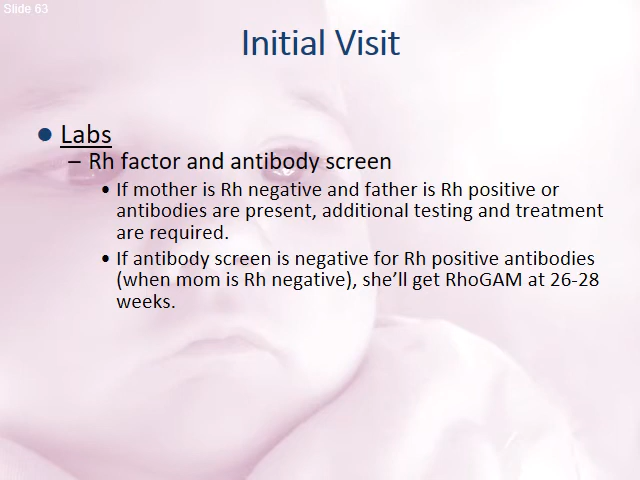 Slide 63
Initial Visit
● Labs
– Rh factor and antibody screen
• If mother is Rh negative and father is Rh positive or
antibodies are present, additional testing and treatment
are required.
• If antibody screen is negative for Rh positive antibodies
(when mom is Rh negative), she’ll get RhoGAM at 26-28
weeks.